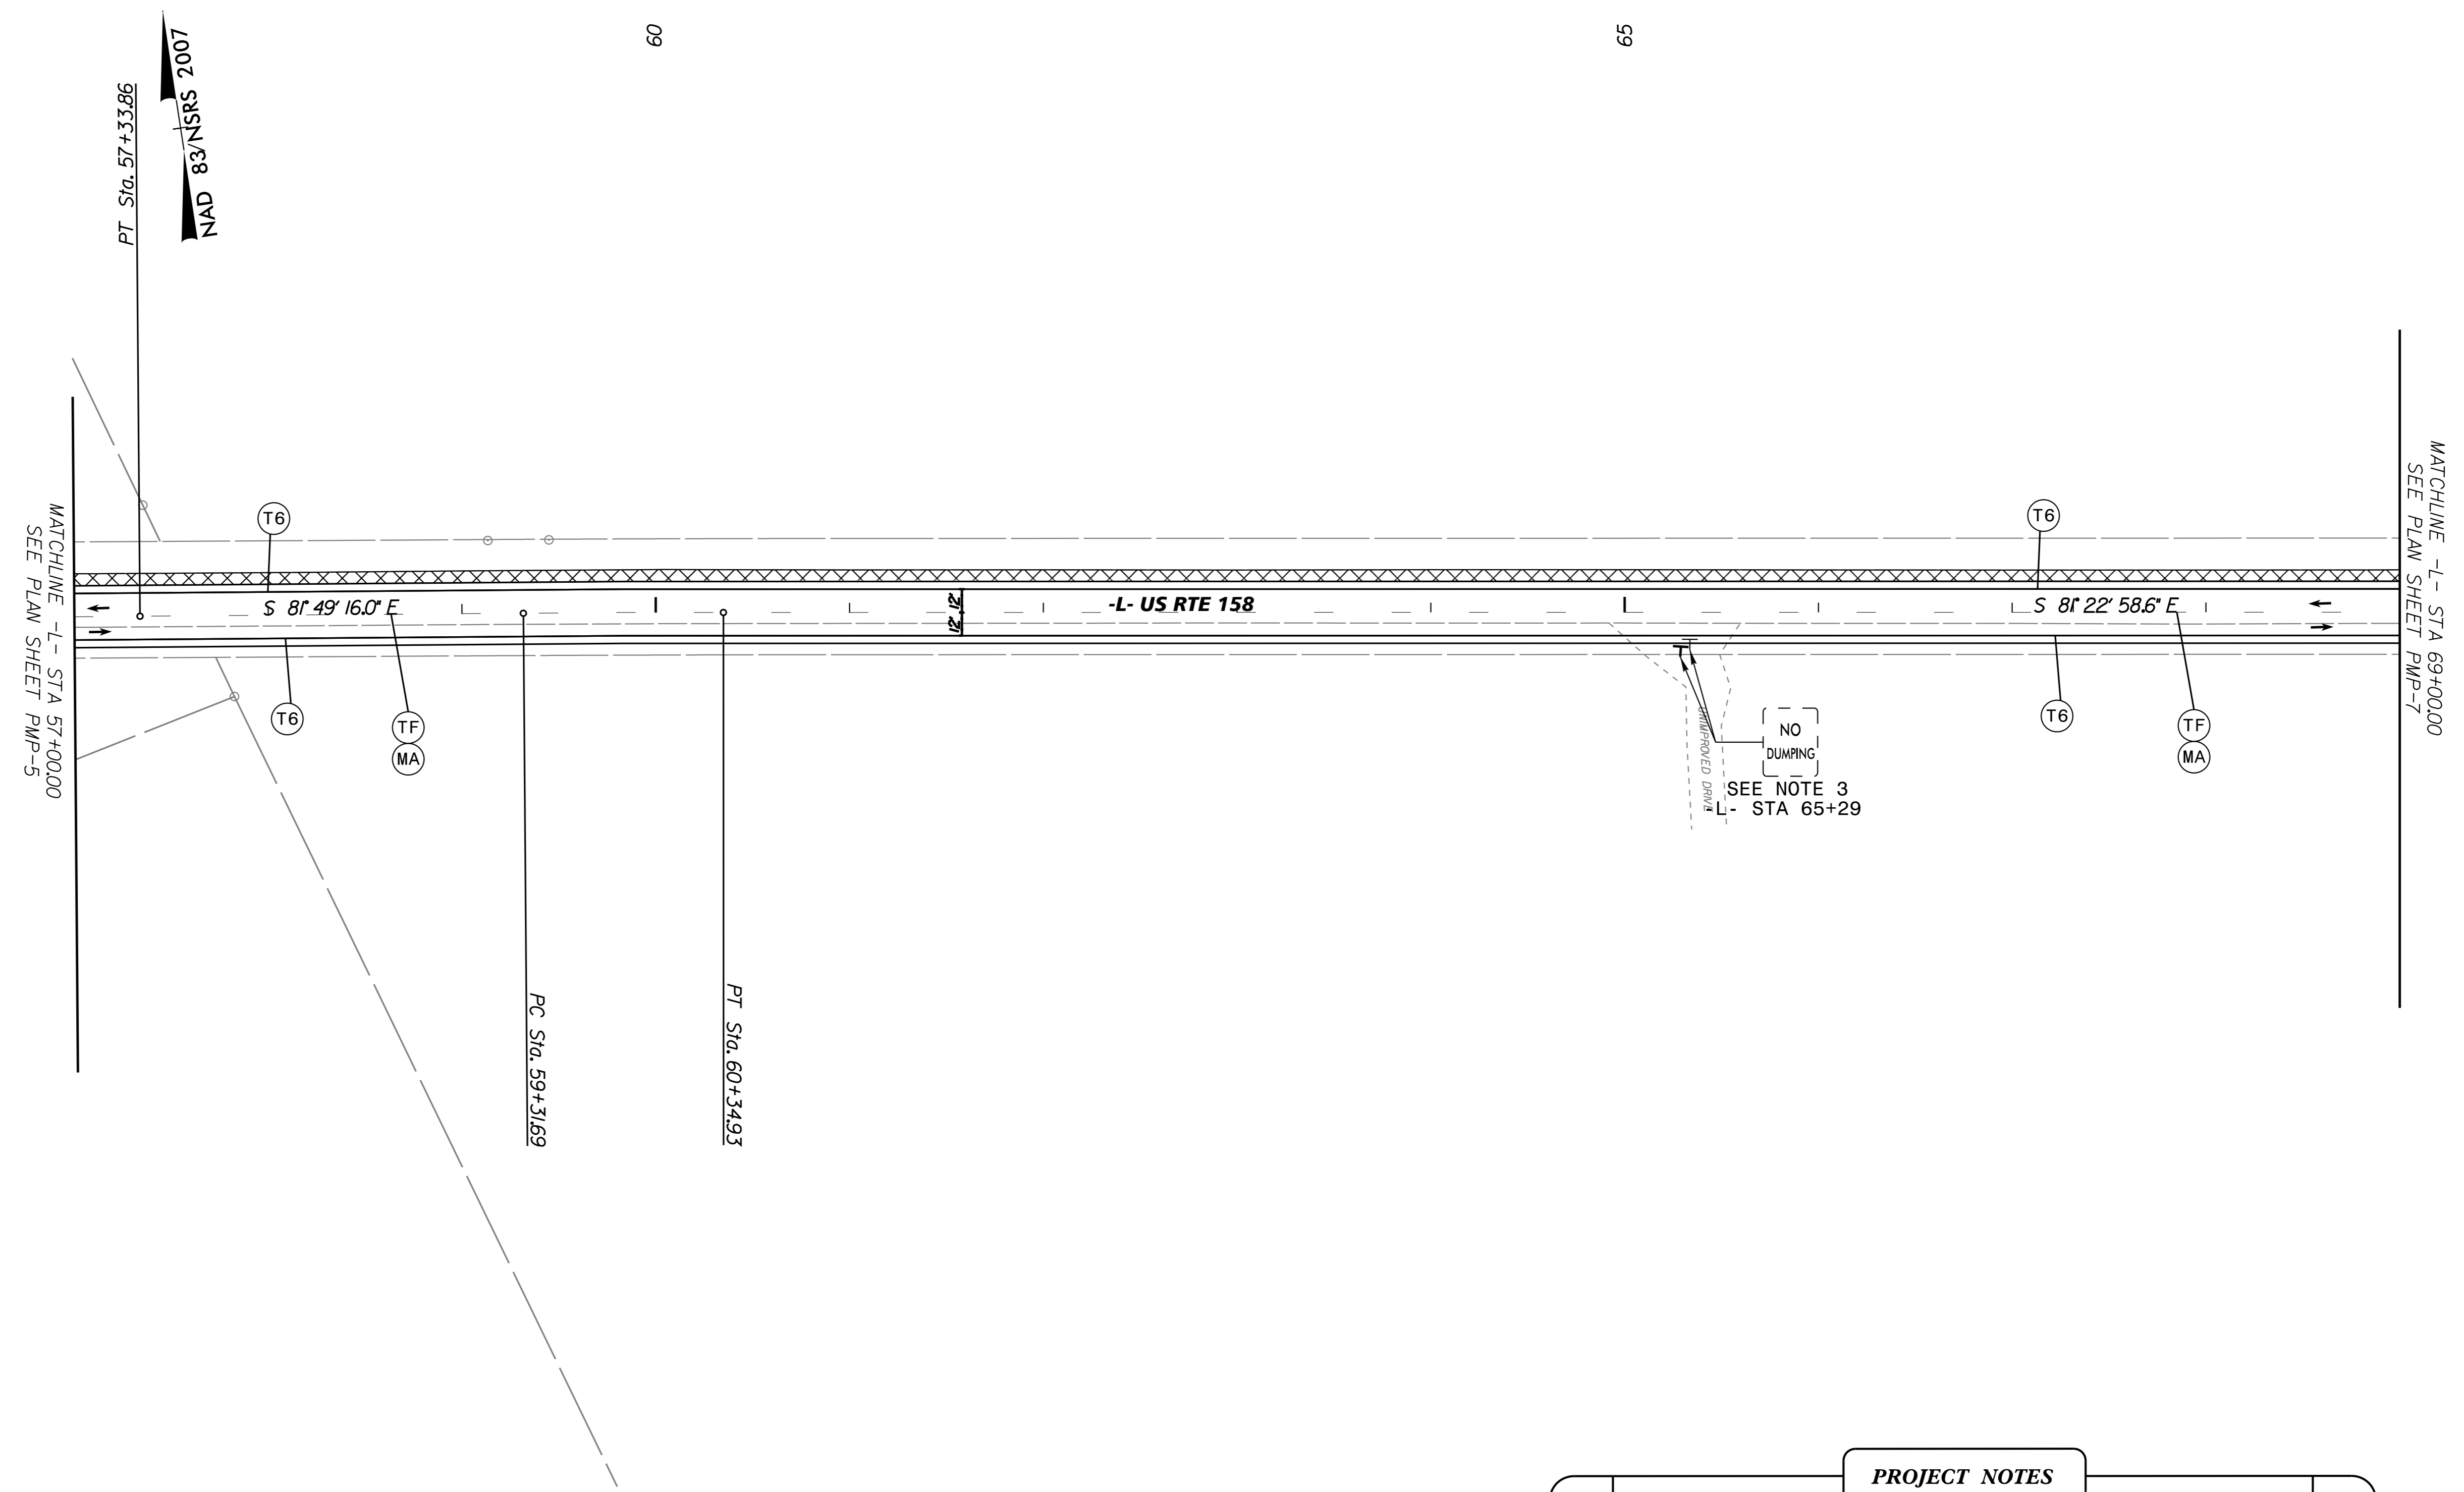 60
65
NAD 83/NSRS 2007
PT Sta. 57+33.86
T6
T6
MATCHLINE -L- STA 57+00.00
SEE PLAN SHEET PMP-5
S 81° 49' 16.0" E
12' 12'
-L- US RTE 158
S 81° 22' 58.6" E
MATCHLINE -L- STA 69+00.00
SEE PLAN SHEET PMP-7
T6
TF
MA
T6
TF
MA
UNIMPROVED DRIVE
NO
DUMPING
SEE NOTE 3
-L- STA 65+29
PC Sta. 59+31.69
PT Sta. 60+34.93
PROJECT NOTES